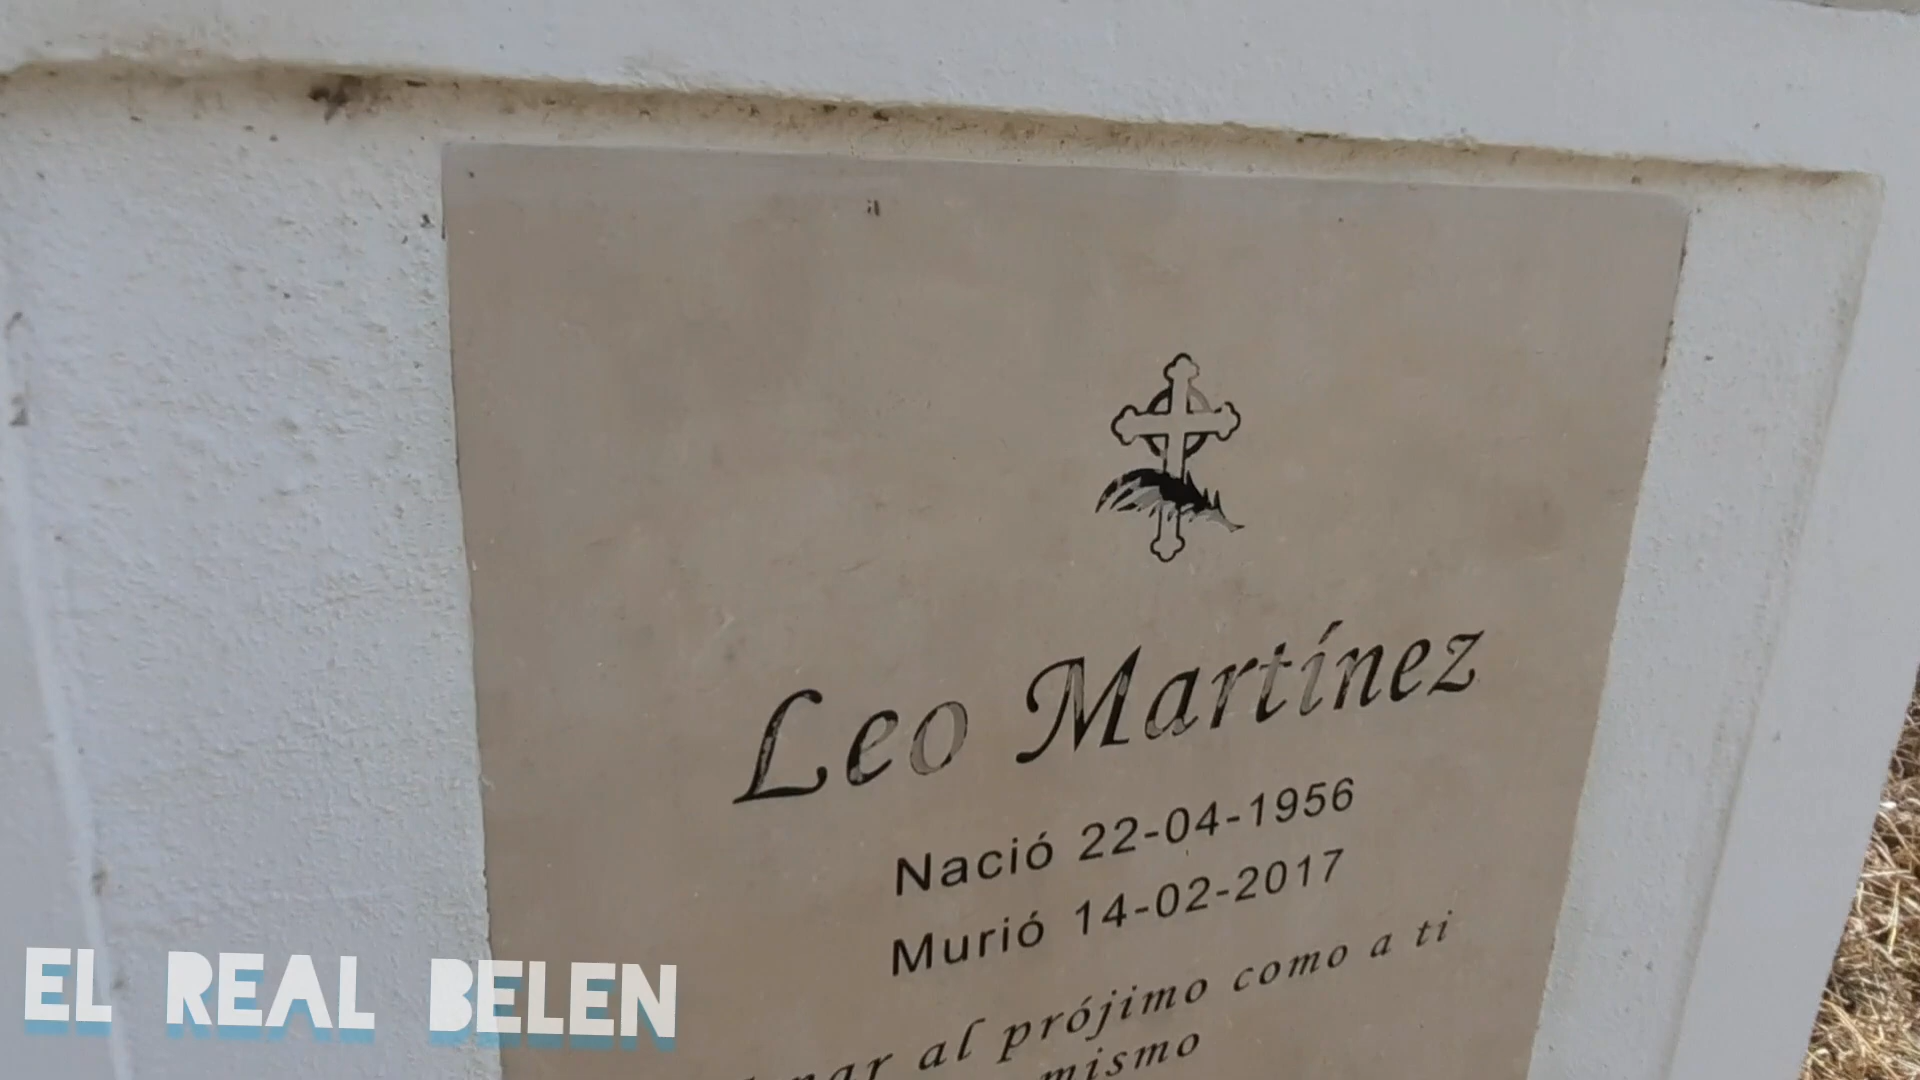 Leo Martínez
Nació 22-04-1956
Murió 14-02-2017
al prójimo como a ti
mismo
EL REAL BELEN